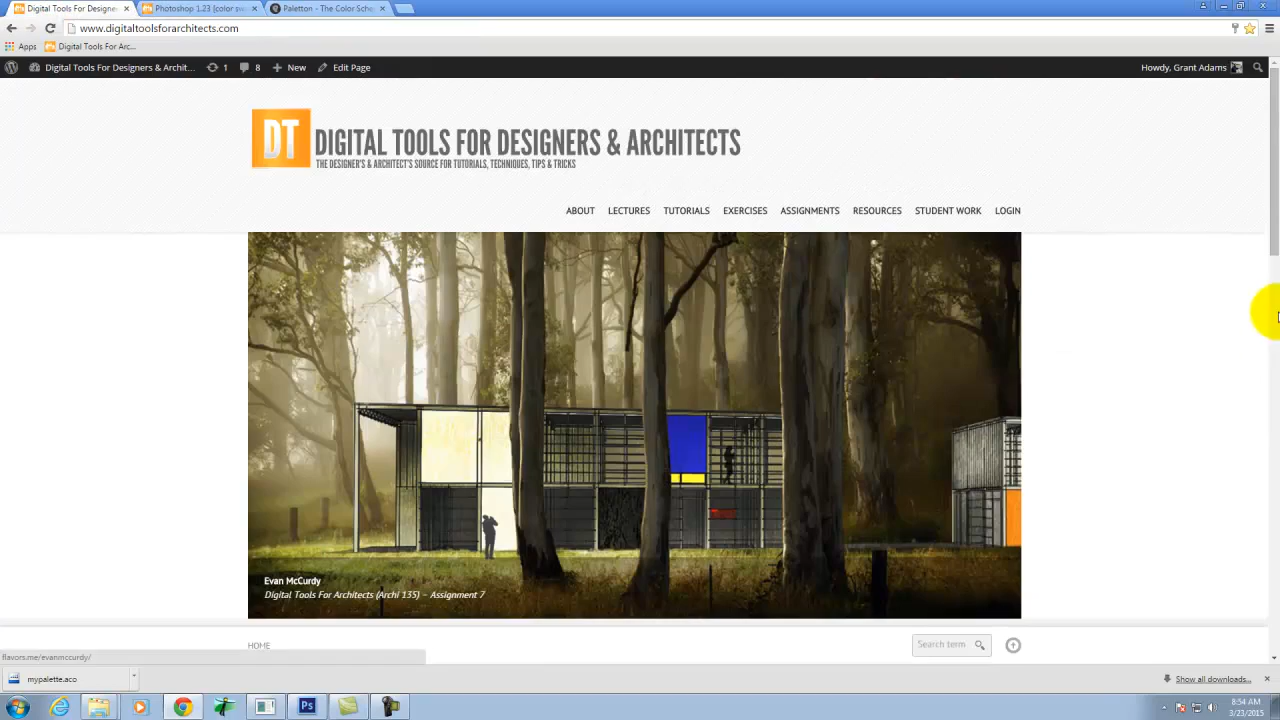 Digital Tools For Designe
Photoshop 1.23 [color sw
Paletton - The Color Sche
www.digitaltoolsforarchitects.com
Apps
Digital Tools For Arc...
Digital Tools For Designers & Archit...
1
8
New
Edit Page
Howdy, Grant Adams
DT
DIGITAL TOOLS FOR DESIGNERS & ARCHITECTS
THE DESIGNER'S & ARCHITECT'S SOURCE FOR TUTORIALS, TECHNIQUES, TIPS & TRICKS
ABOUT LECTURES TUTORIALS EXERCISES ASSIGNMENTS RESOURCES STUDENT WORK LOGIN
Evan McCurdy
Digital Tools For Architects (Archi 135) – Assignment 7
HOME
Search term
flavors.me/evanmccurdy/
mypalette.aco
Show all downloads...
Ps
8:54 AM
3/23/2015